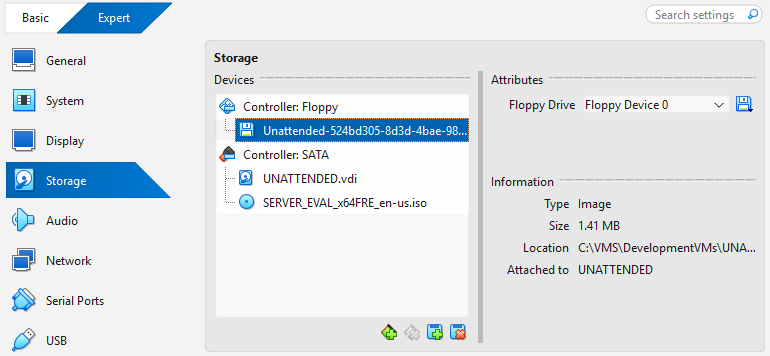 Basic
Expert
Search settings
General
System
Display
Storage
Audio
Network
Serial Ports
USB
Storage
Devices
Controller: Floppy
Unattended-524bd305-8d3d-4bae-98...
Controller: SATA
UNATTENDED.vdi
SERVER_EVAL_x64FRE_en-us.iso
Attributes
Floppy Drive Floppy Device 0
Information
Type Image
Size 1.41 MB
Location C:\VMS\DevelopmentVMs\UNA...
Attached to UNATTENDED